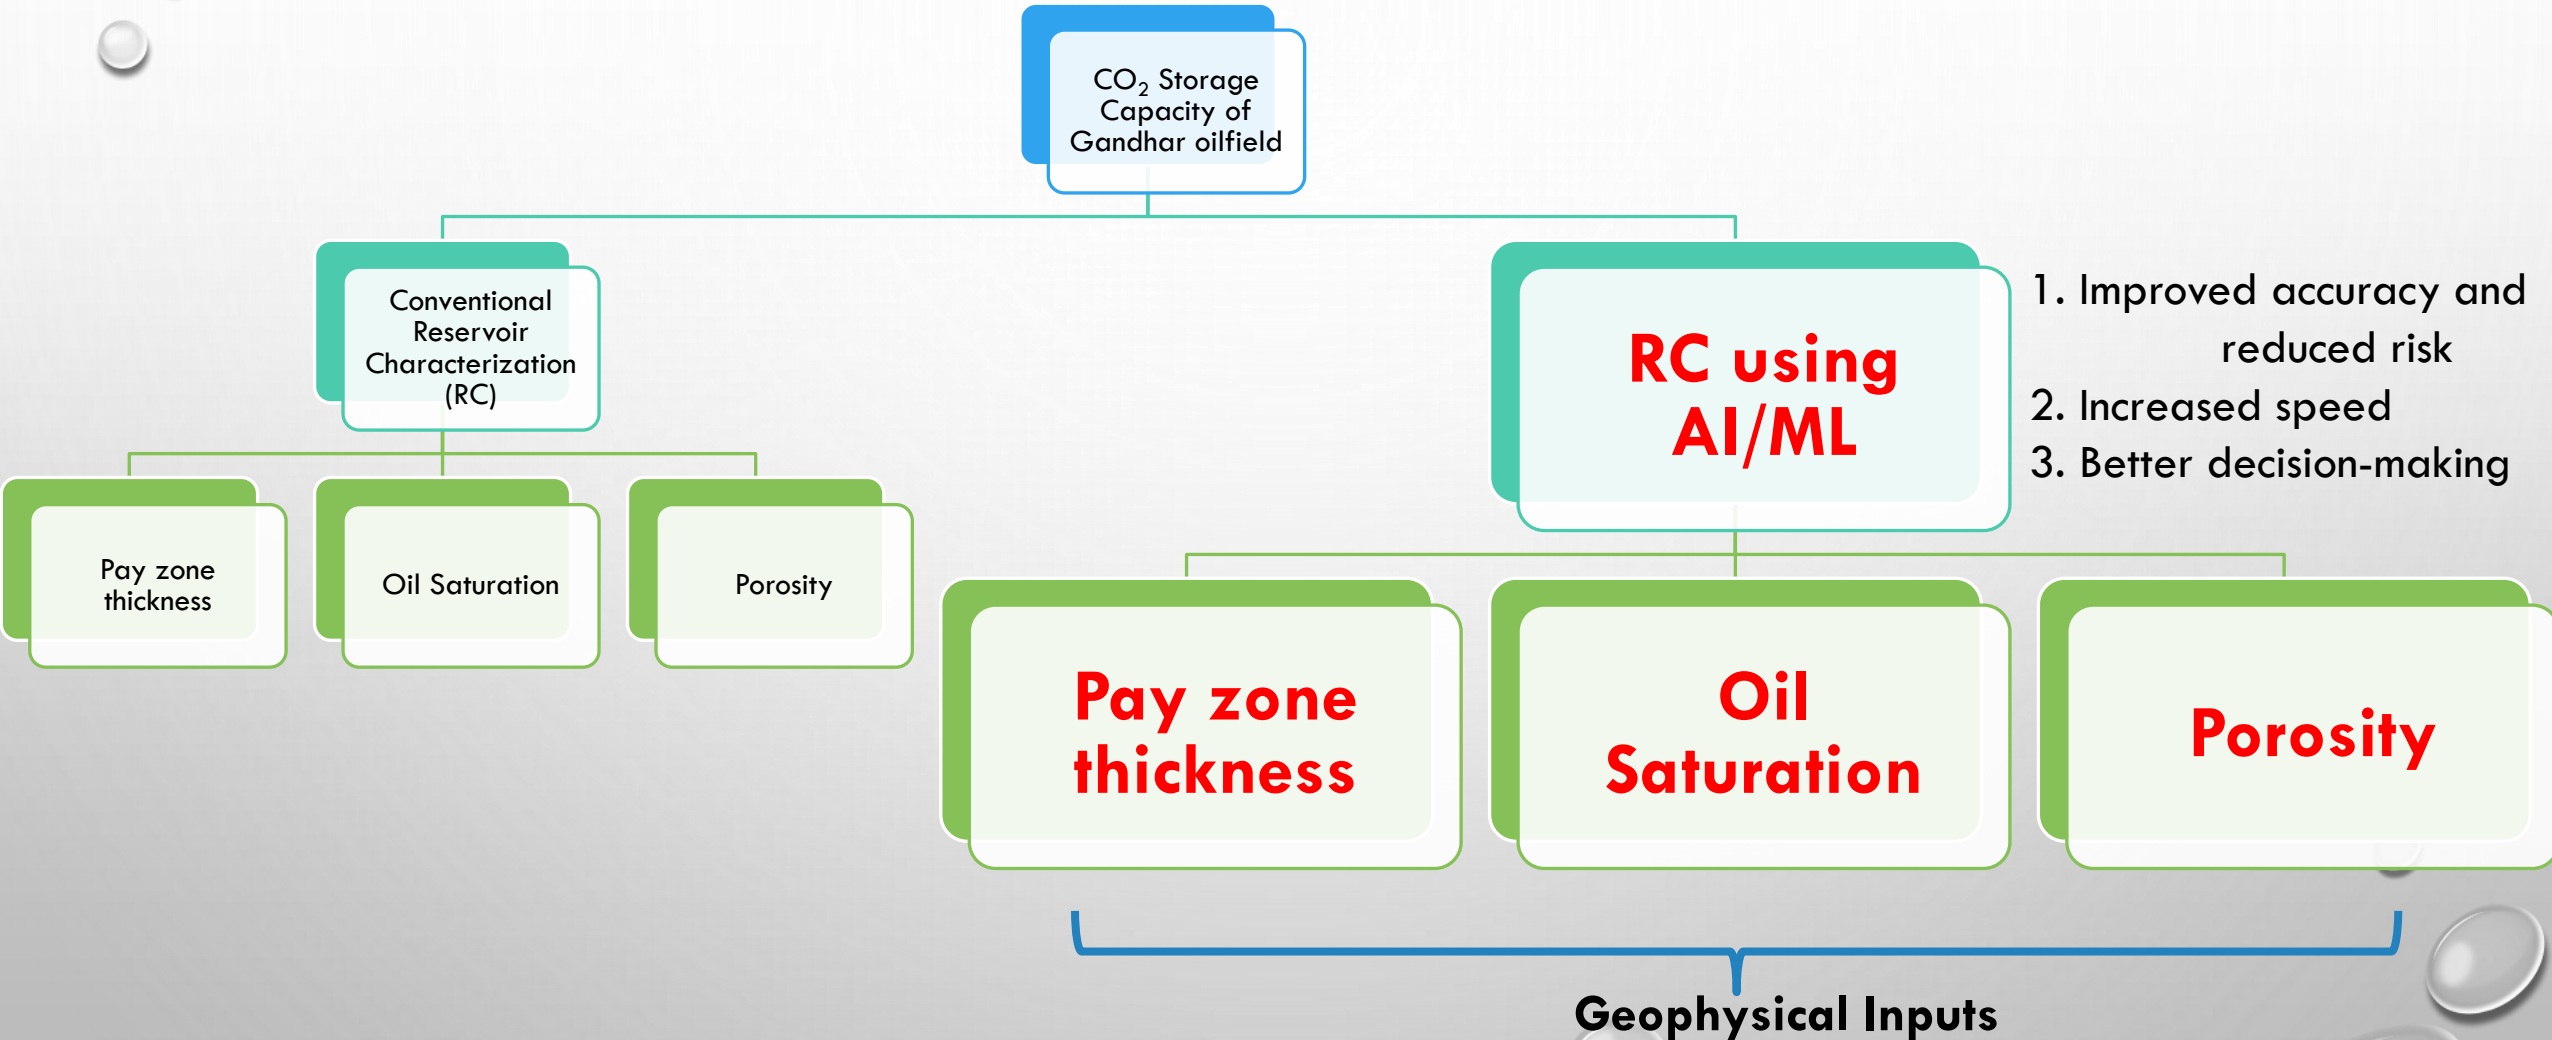 CO₂ Storage
Capacity of
Gandhar oilfield
Conventional
Reservoir
Characterization
(RC)
RC using
AI/ML
1. Improved accuracy and
reduced risk
2. Increased speed
3. Better decision-making
Pay zone
thickness
Oil Saturation
Porosity
Pay zone
thickness
Oil
Saturation
Porosity
Geophysical Inputs